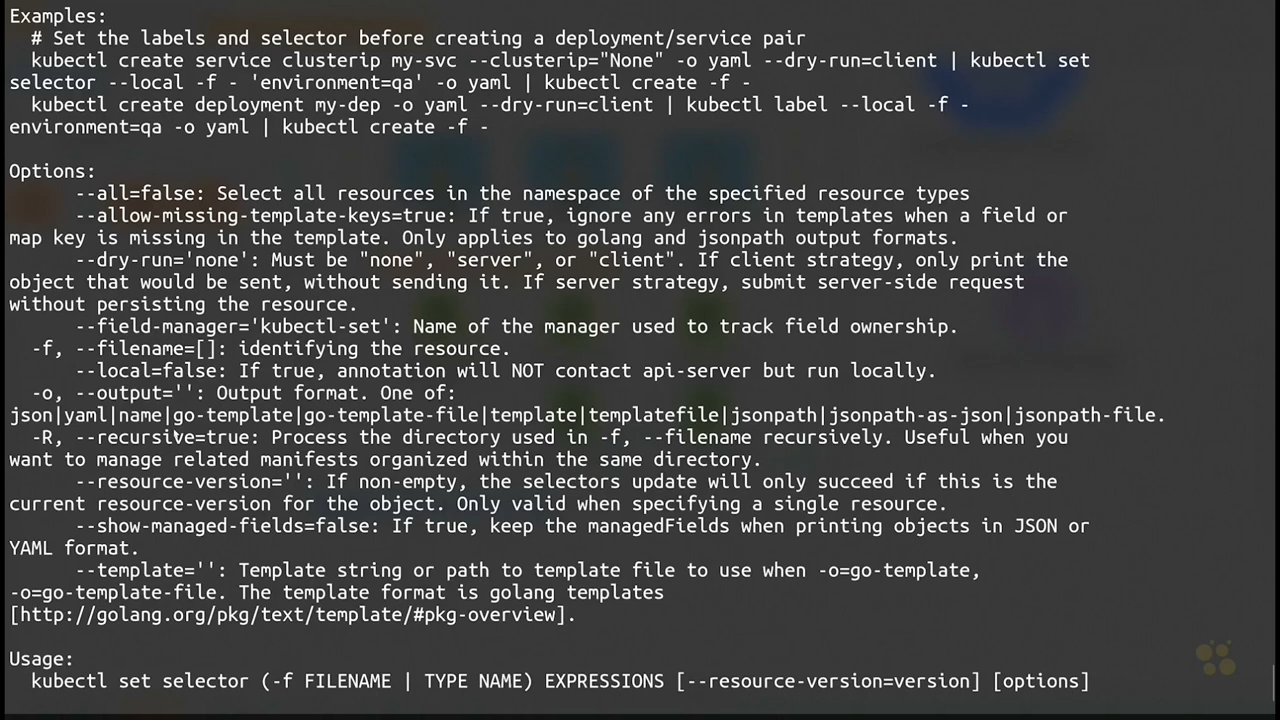 Examples:
# Set the labels and selector before creating a deployment/service pair
kubectl create service clusterip my-svc --clusterip="None" -o yaml --dry-run=client | kubectl set
selector --local -f - 'environment=qa' -o yaml | kubectl create -f -
kubectl create deployment my-dep -o yaml --dry-run=client | kubectl label --local -f -
environment=qa -o yaml | kubectl create -f -
Options:
--all=false: Select all resources in the namespace of the specified resource types
--allow-missing-template-keys=true: If true, ignore any errors in templates when a field or
map key is missing in the template. Only applies to golang and jsonpath output formats.
--dry-run='none': Must be "none", "server", or "client". If client strategy, only print the
object that would be sent, without sending it. If server strategy, submit server-side request
without persisting the resource.
--field-manager='kubectl-set': Name of the manager used to track field ownership.
-f, --filename=[]: identifying the resource.
--local=false: If true, annotation will NOT contact api-server but run locally.
-o, --output='': Output format. One of:
json|yaml|name|go-template|go-template-file|template|templatefile|jsonpath|jsonpath-as-json|jsonpath-file.
-R, --recursive=true: Process the directory used in -f, --filename recursively. Useful when you
want to manage related manifests organized within the same directory.
--resource-version='': If non-empty, the selectors update will only succeed if this is the
current resource-version for the object. Only valid when specifying a single resource.
--show-managed-fields=false: If true, keep the managedFields when printing objects in JSON or
YAML format.
--template='': Template string or path to template file to use when -o=go-template,
-o=go-template-file. The template format is golang templates
[http://golang.org/pkg/text/template/#pkg-overview].
Usage:
kubectl set selector (-f FILENAME | TYPE NAME) EXPRESSIONS [--resource-version=version] [options]